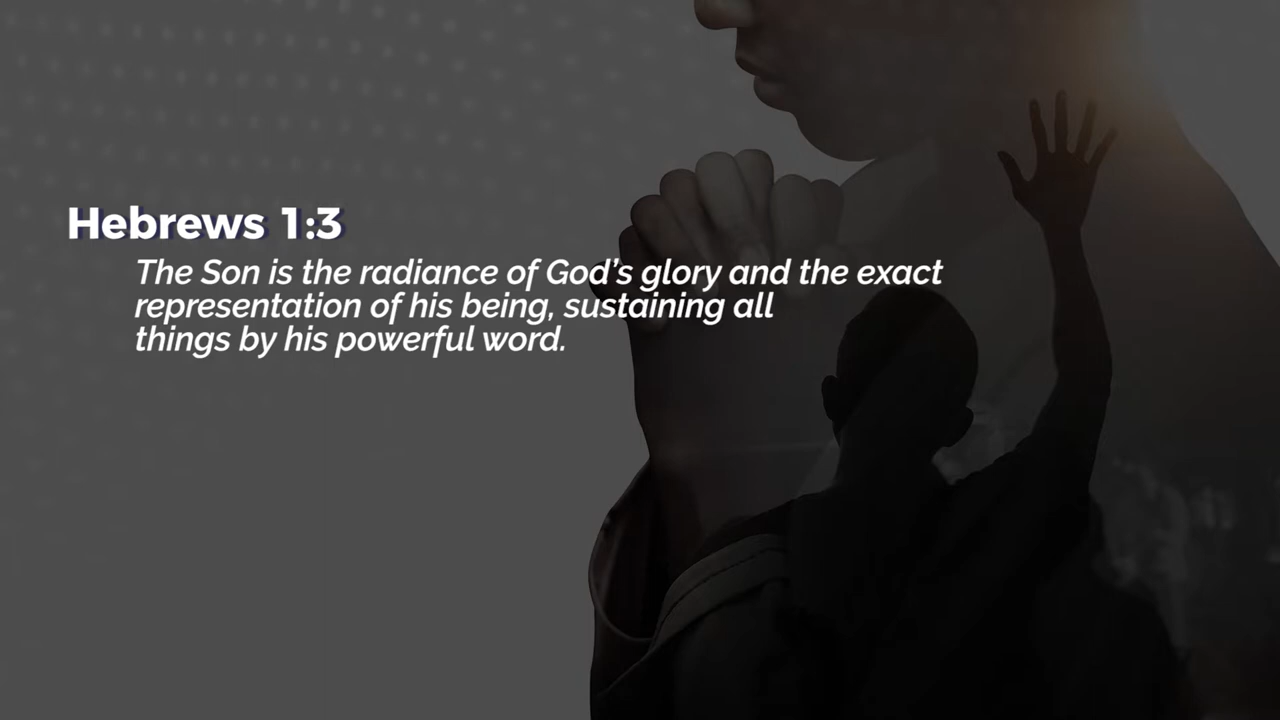 Hebrews 1:3
The Son is the radiance of God’s glory and the exact
representation of his being, sustaining all
things by his powerful word.